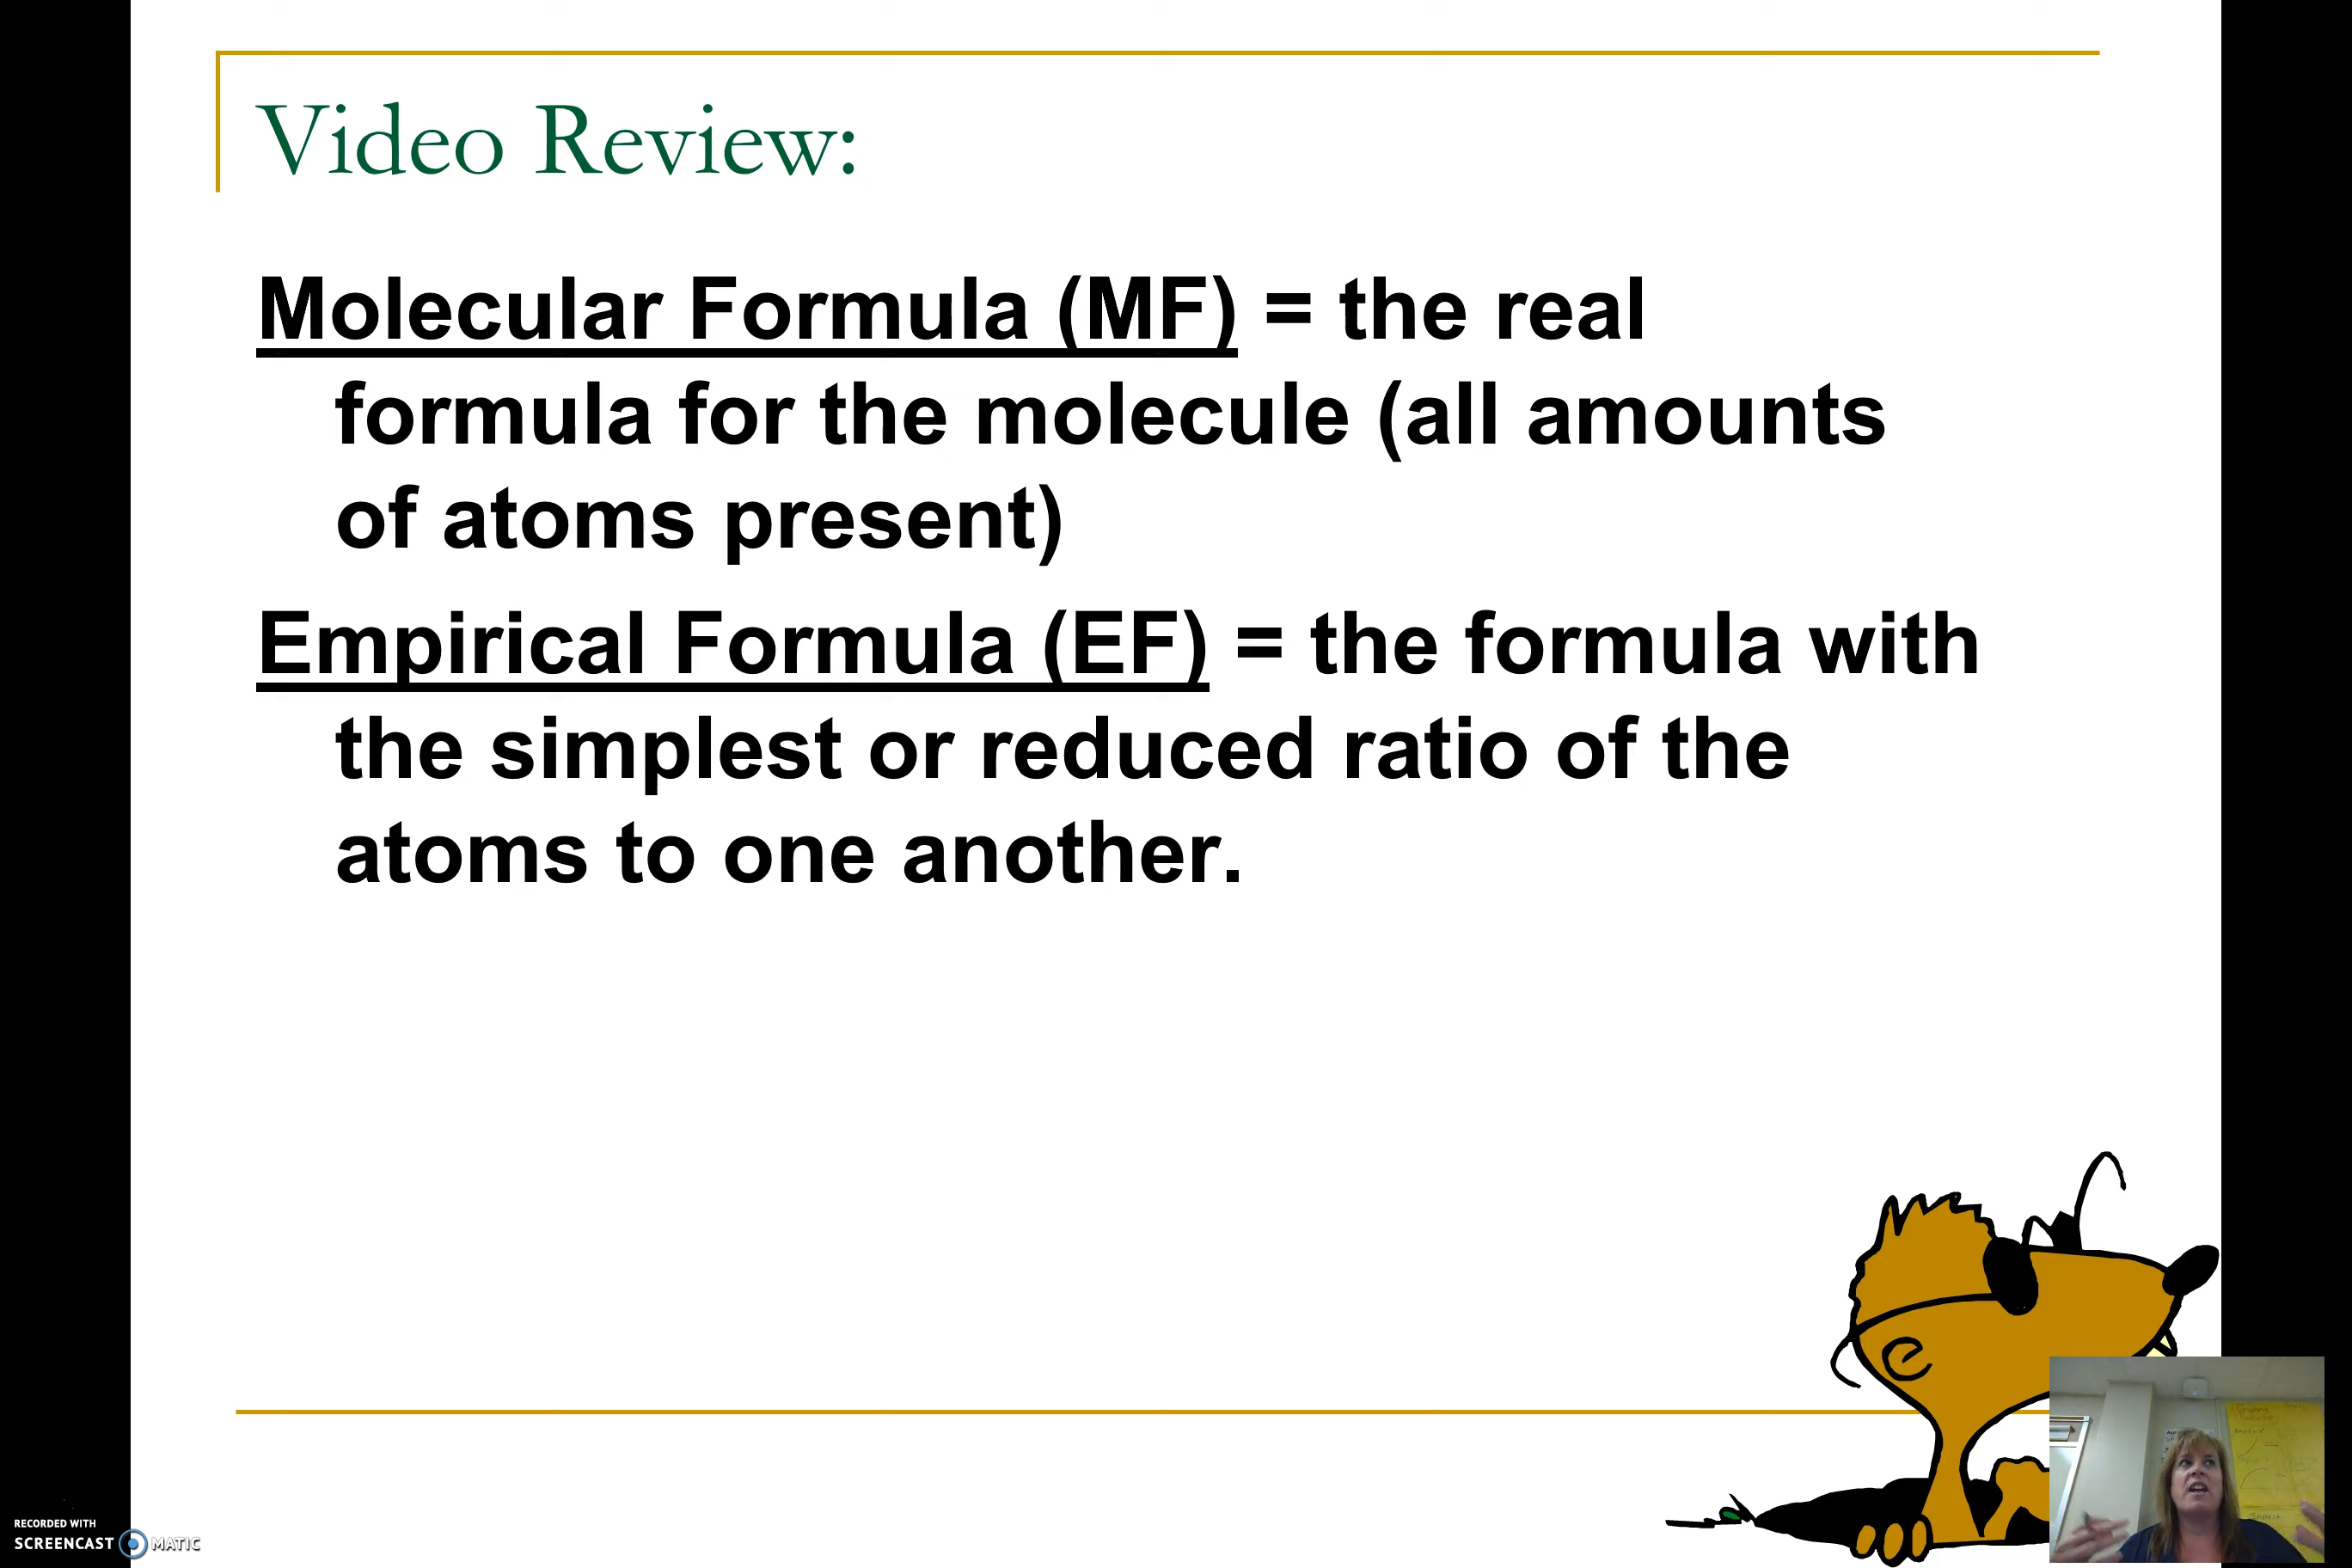 Video Review:
Molecular Formula (MF) = the real
formula for the molecule (all amounts
of atoms present)
Empirical Formula (EF) = the formula with
the simplest or reduced ratio of the
atoms to one another.
RECORDED WITH
SCREENCAST MATIC